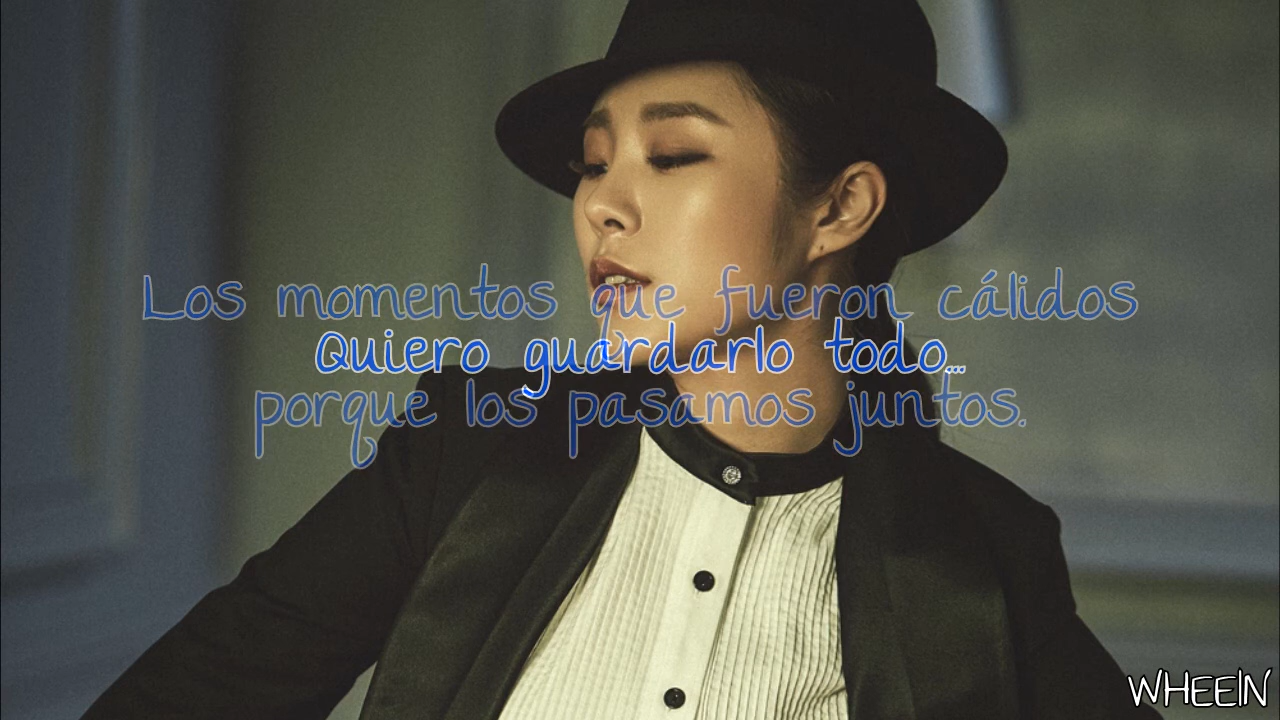 Los momentos que fueron cálidos
Quiero guardarlo todo...
porque los pasamos juntos.
WHEEIN